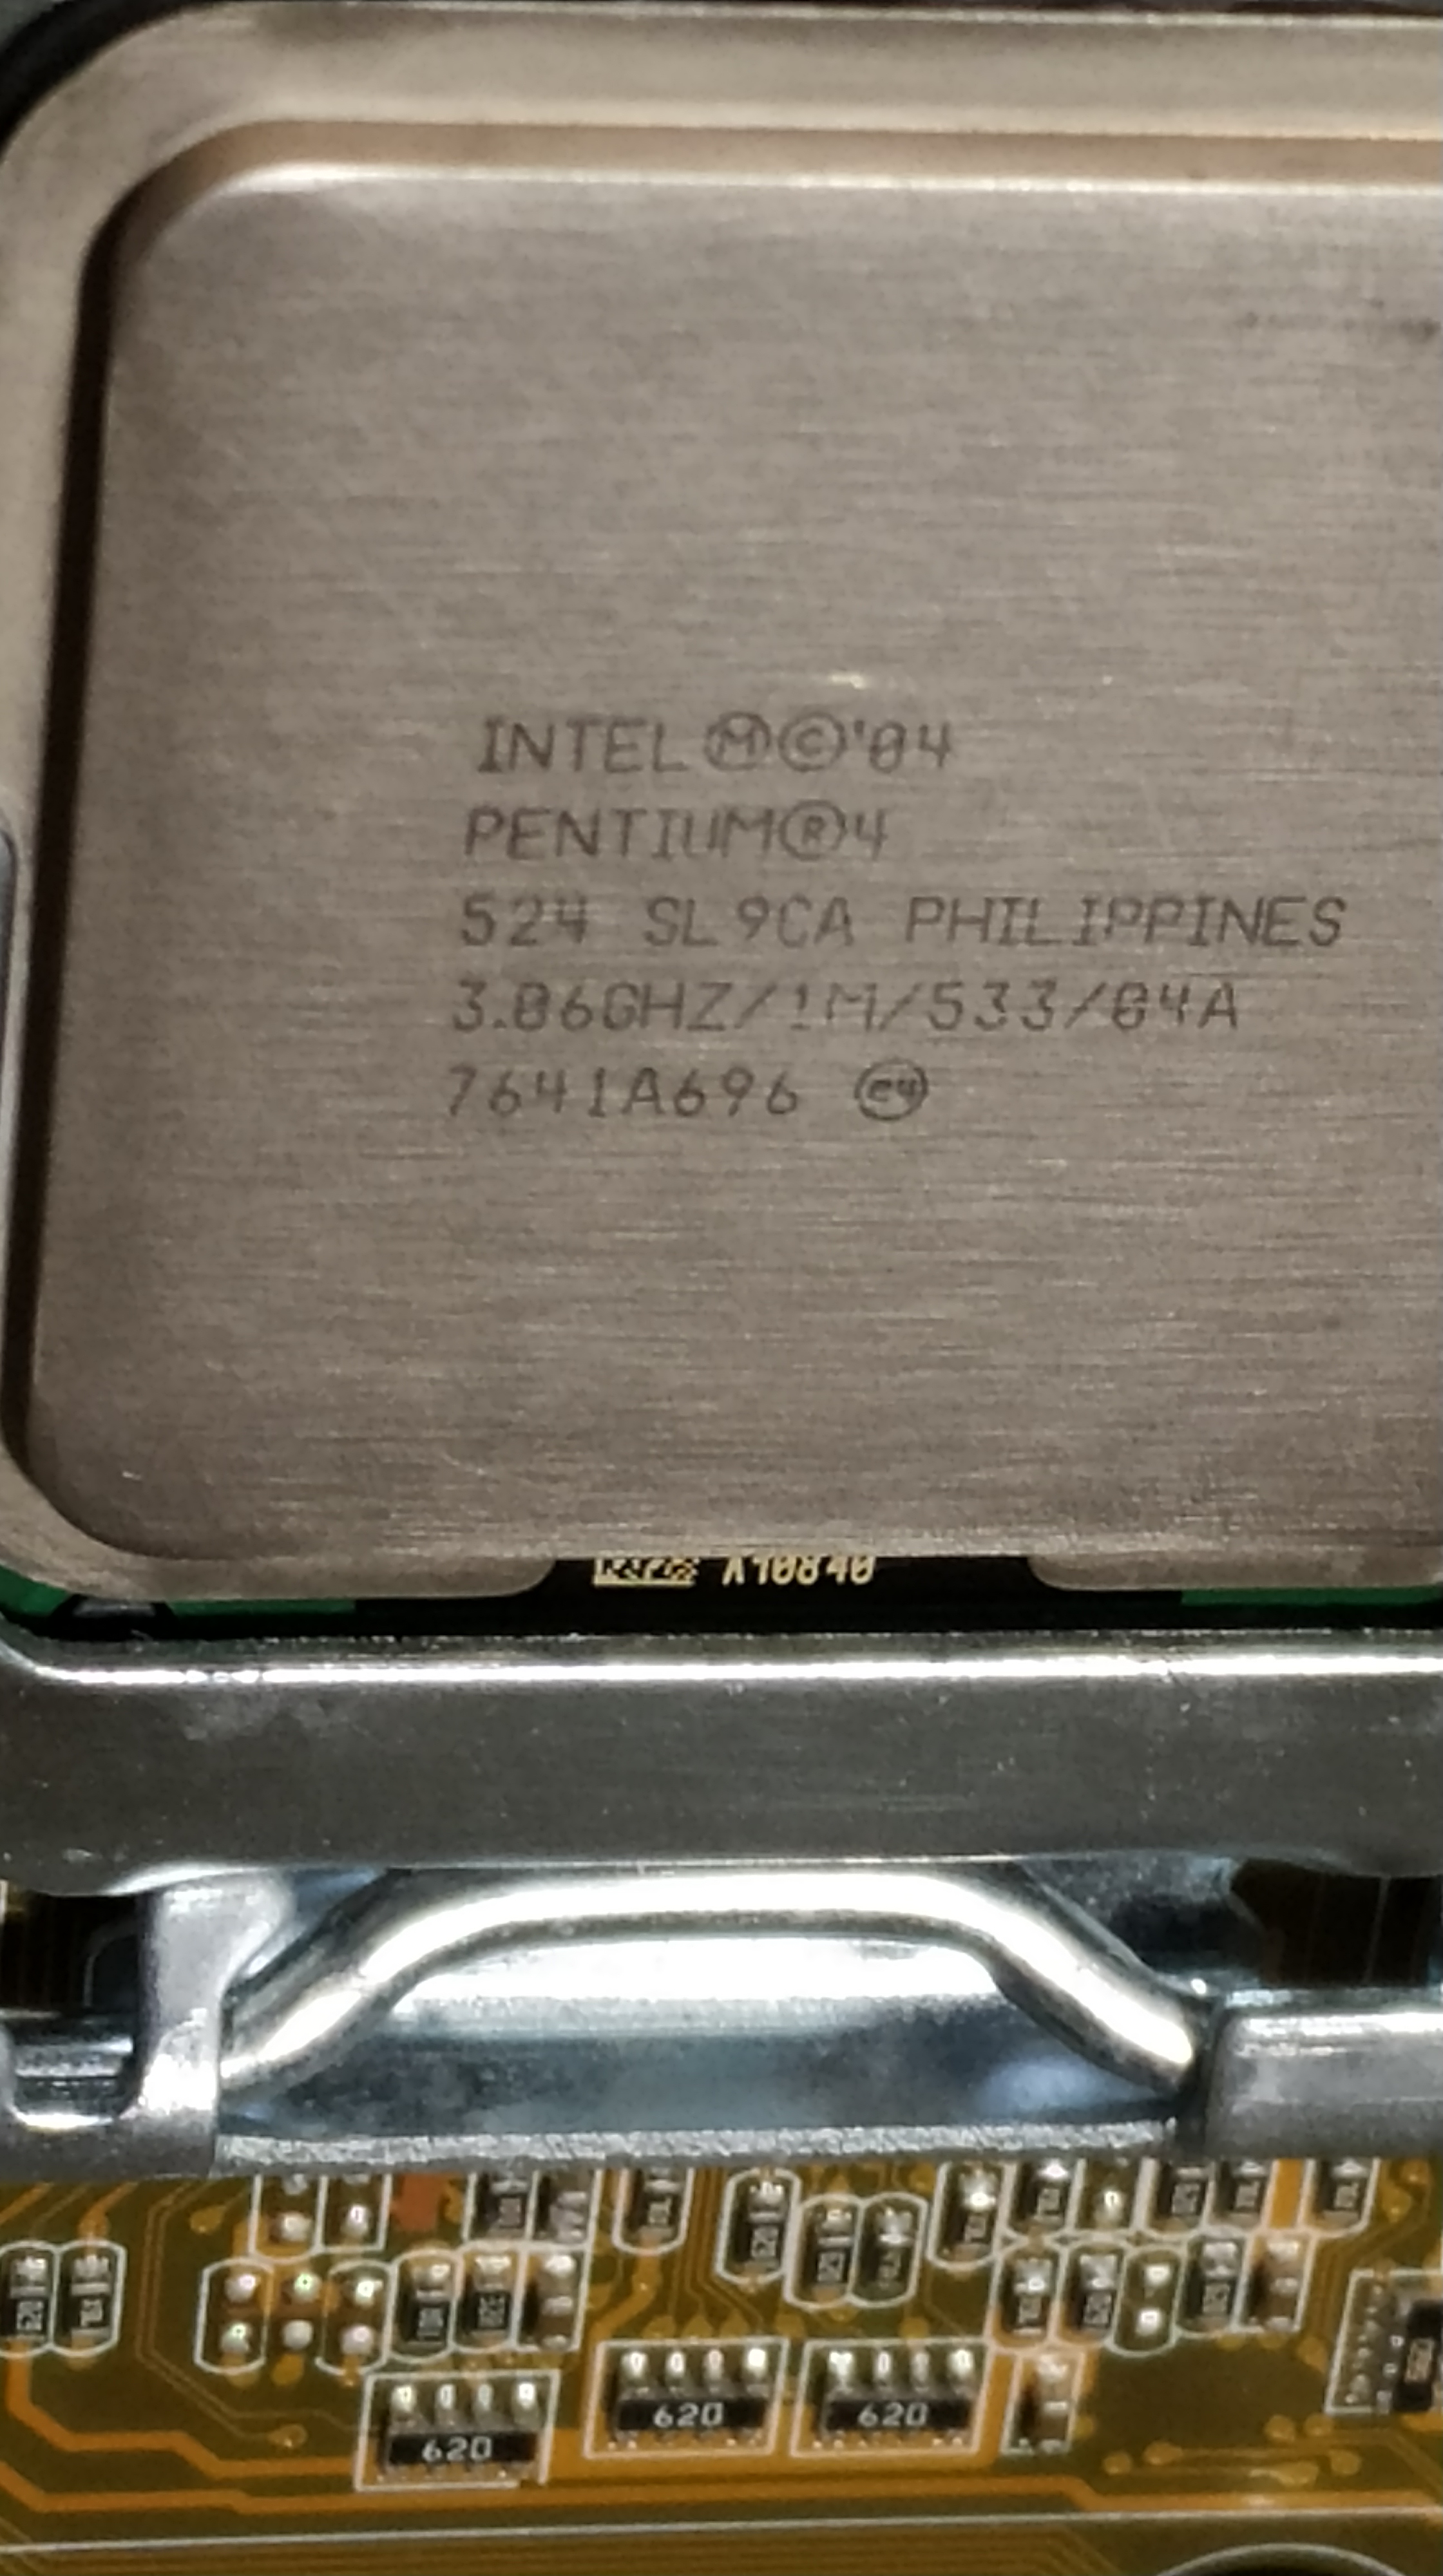 INTEL Ⓜ©'04
PENTIUM®4
524 SL9CA PHILIPPINES
3.06GHZ/1M/533/04A
7641A696 e4
A10840
620
620
620